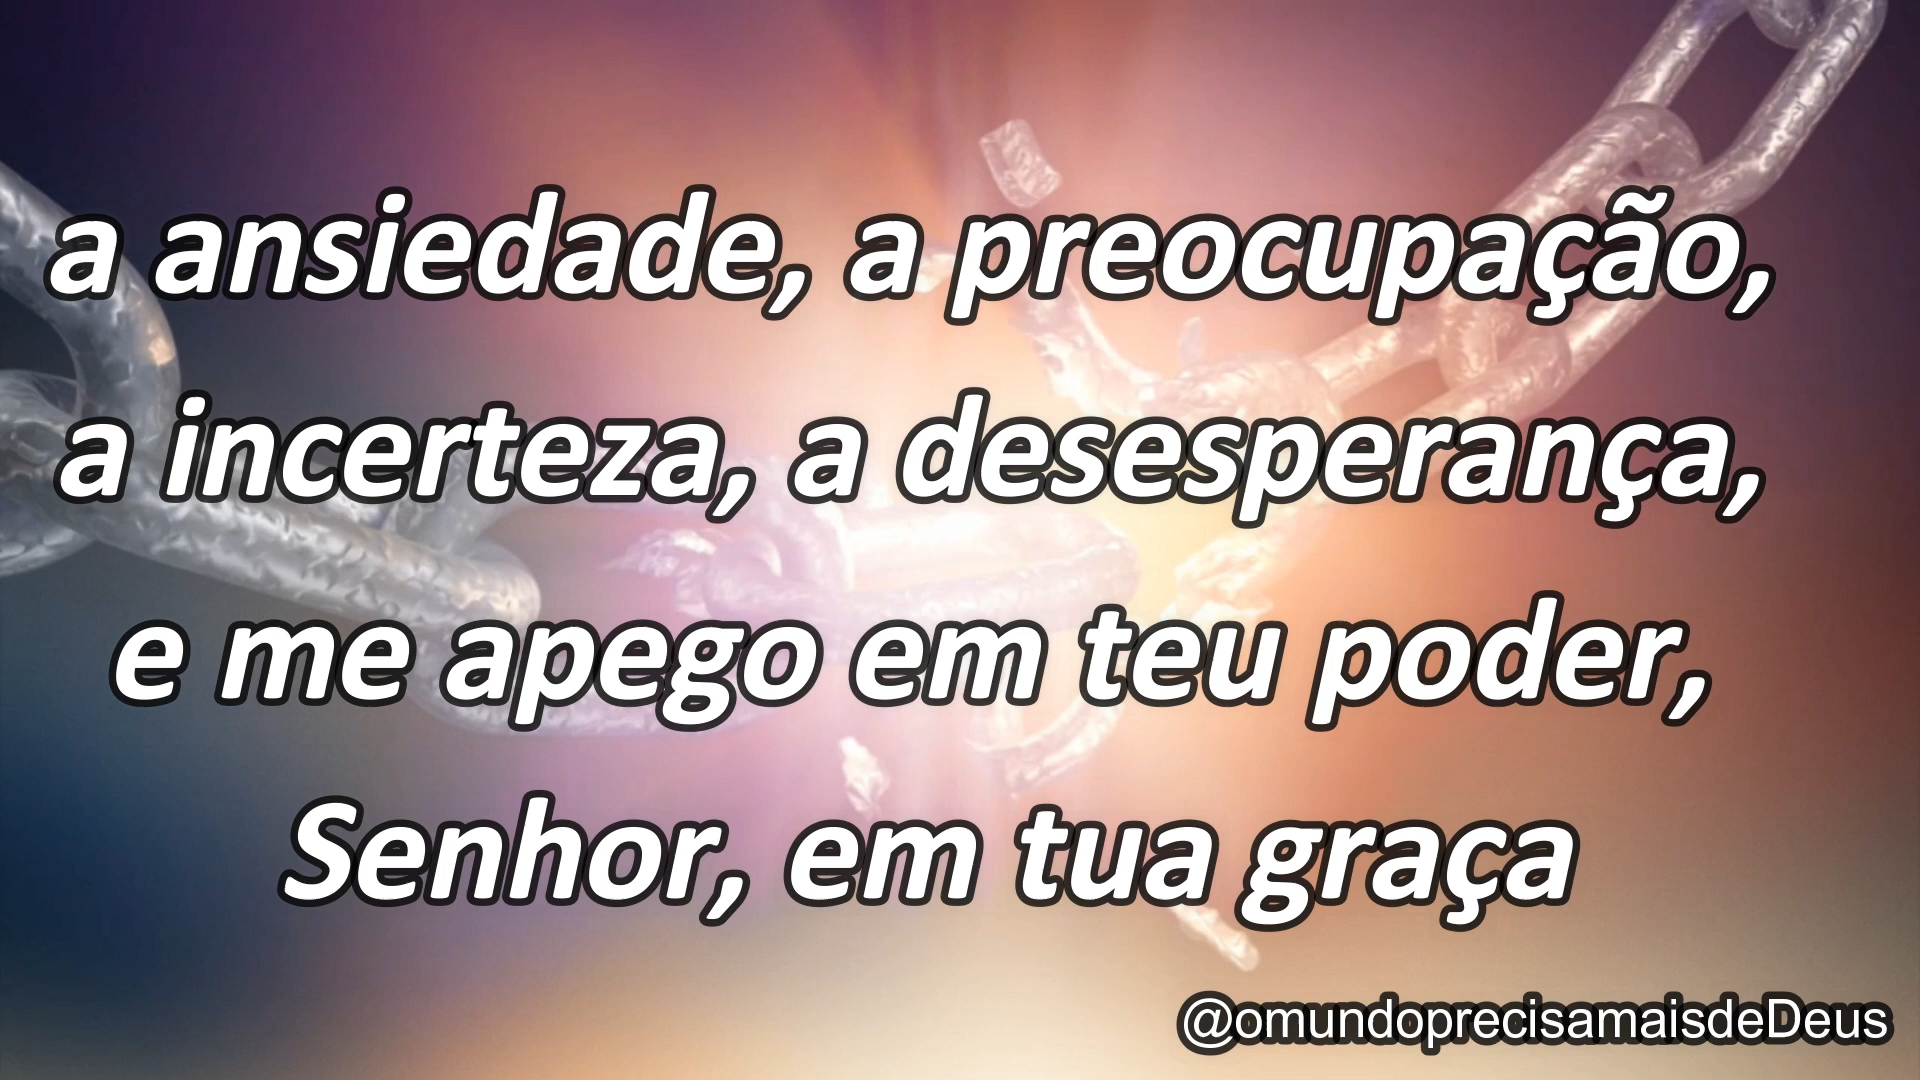 a ansiedade, a preocupação,
a incerteza, a desesperança,
e me apego em teu poder,
Senhor, em tua graça
@omundoprecisamaisdeDeus